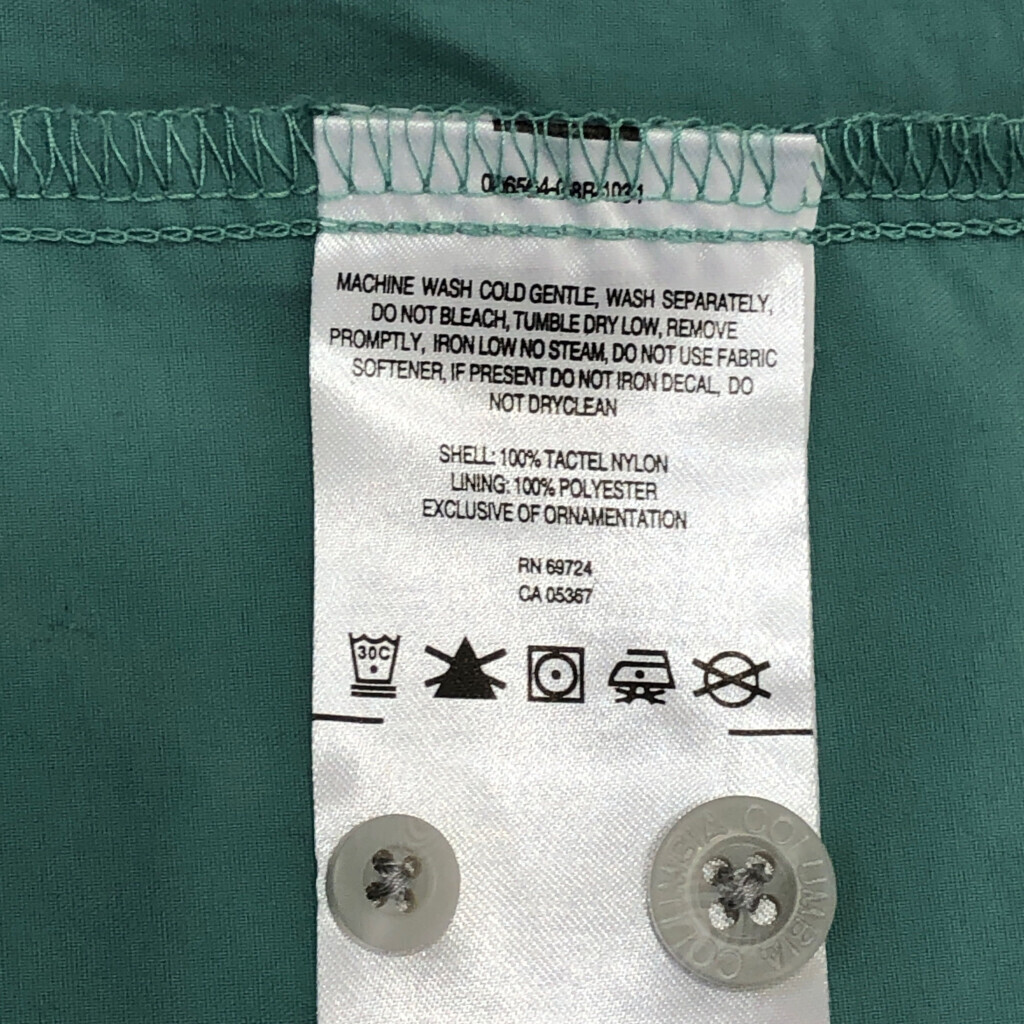 MACHINE WASH COLD GENTLE, WASH SEPARATELY,
DO NOT BLEACH, TUMBLE DRY LOW, REMOVE
PROMPTLY, IRON LOW NO STEAM, DO NOT USE FABRIC
SOFTENER, IF PRESENT DO NOT IRON DECAL, DO
NOT DRYCLEAN
SHELL: 100% TACTEL NYLON
LINING: 100% POLYESTER
EXCLUSIVE OF ORNAMENTATION
RN 69724
CA 05367
30C
COLUMBIA COLUMBIA